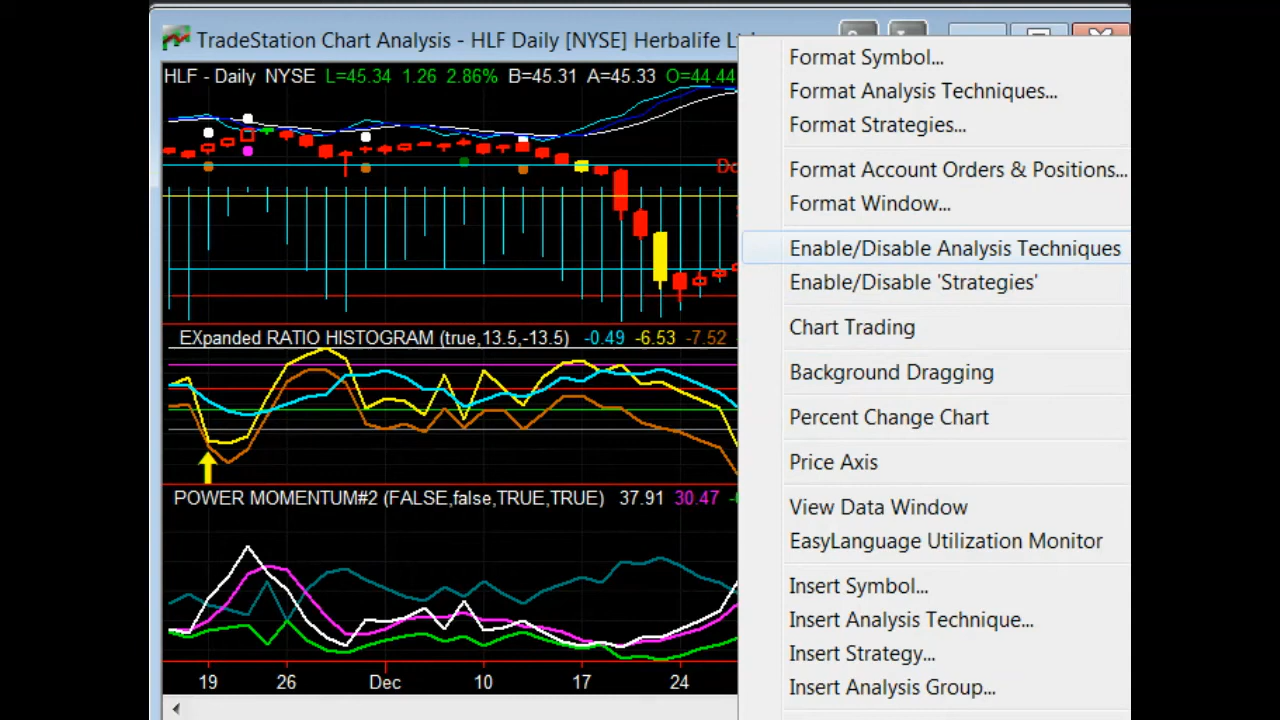 TradeStation Chart Analysis - HLF Daily [NYSE] Herbalife
HLF - Daily NYSE L=45.34 1.26 2.86% B=45.31 A=45.33 O=44.44
EXpanded RATIO HISTOGRAM (true,13.5,-13.5) -0.49 -6.53 -7.52
POWER MOMENTUM#2 (FALSE,false,TRUE,TRUE) 37.91 30.47
19 26 Dec 10 17 24
Format Symbol...
Format Analysis Techniques...
Format Strategies...
Format Account Orders & Positions...
Format Window...
Enable/Disable Analysis Techniques
Enable/Disable 'Strategies'
Chart Trading
Background Dragging
Percent Change Chart
Price Axis
View Data Window
EasyLanguage Utilization Monitor
Insert Symbol...
Insert Analysis Technique...
Insert Strategy...
Insert Analysis Group...